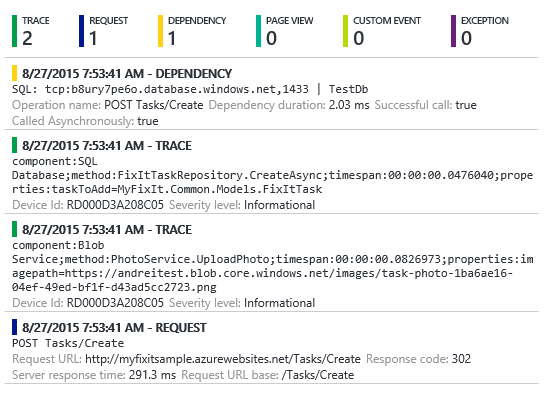 TRACE
2
REQUEST
1
DEPENDENCY
1
PAGE VIEW
0
CUSTOM EVENT
0
EXCEPTION
0
8/27/2015 7:53:41 AM - DEPENDENCY
SQL: tcp:b8ury7pe6o.database.windows.net,1433 | TestDb
Operation name: POST Tasks/Create Dependency duration: 2.03 ms Successful call: true
Called Asynchronously: true
8/27/2015 7:53:41 AM - TRACE
component:SQL
Database;method:FixItTaskRepository.CreateAsync;timespan:00:00:00.0476040;prope
rties:taskToAdd=MyFixIt.Common.Models.FixItTask
Device Id: RD000D3A208C05 Severity level: Informational
8/27/2015 7:53:41 AM - TRACE
component:Blob
Service;method:PhotoService.UploadPhoto;timespan:00:00:00.0826973;properties:im
agepath=https://andreitest.blob.core.windows.net/images/task-photo-1ba6ae16-
04ef-49ed-bf1f-d43ad5cc2723.png
Device Id: RD000D3A208C05 Severity level: Informational
8/27/2015 7:53:41 AM - REQUEST
POST Tasks/Create
Request URL: http://myfixitsample.azurewebsites.net/Tasks/Create Response code: 302
Server response time: 291.3 ms Request URL base: /Tasks/Create